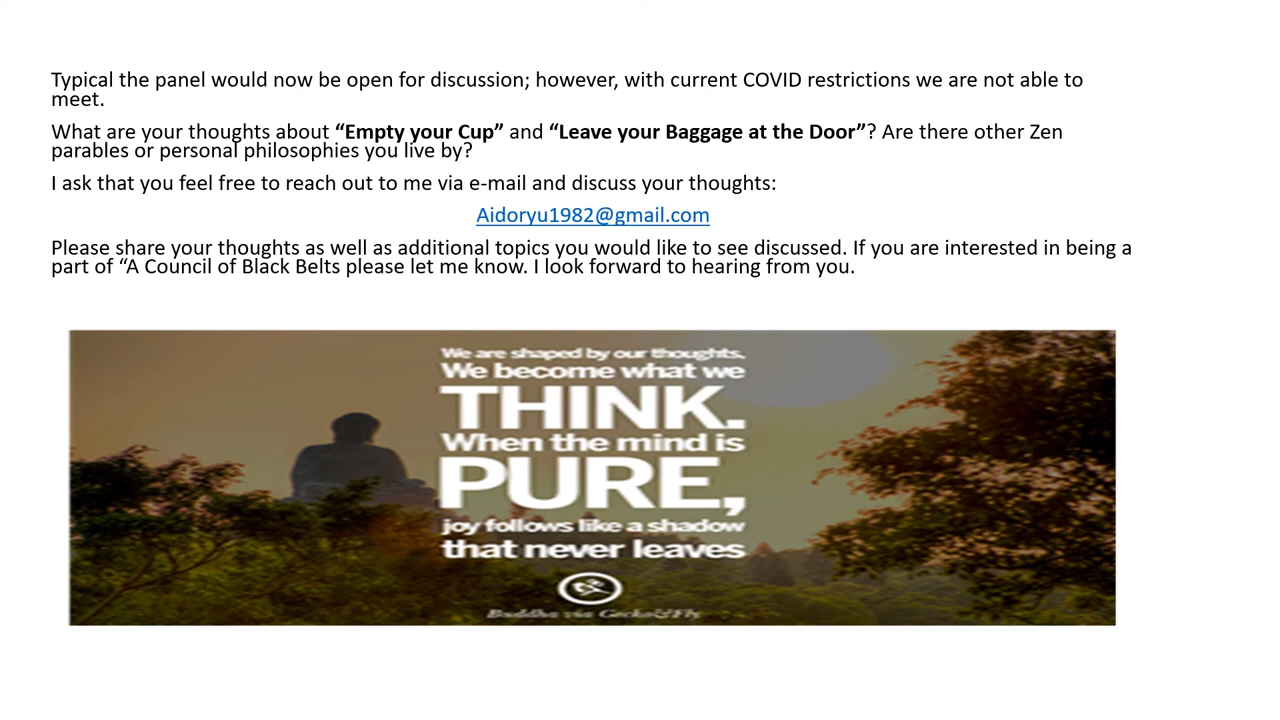 Typical the panel would now be open for discussion; however, with current COVID restrictions we are not able to
meet.
What are your thoughts about “Empty your Cup” and “Leave your Baggage at the Door”? Are there other Zen
parables or personal philosophies you live by?
I ask that you feel free to reach out to me via e-mail and discuss your thoughts:
Aidoryu1982@gmail.com
Please share your thoughts as well as additional topics you would like to see discussed. If you are interested in being a
part of “A Council of Black Belts please let me know. I look forward to hearing from you.
We are shaped by our thoughts.
We become what we
THINK.
When the mind is
PURE,
joy follows like a shadow
that never leaves
Buddha via Gecko&Fly